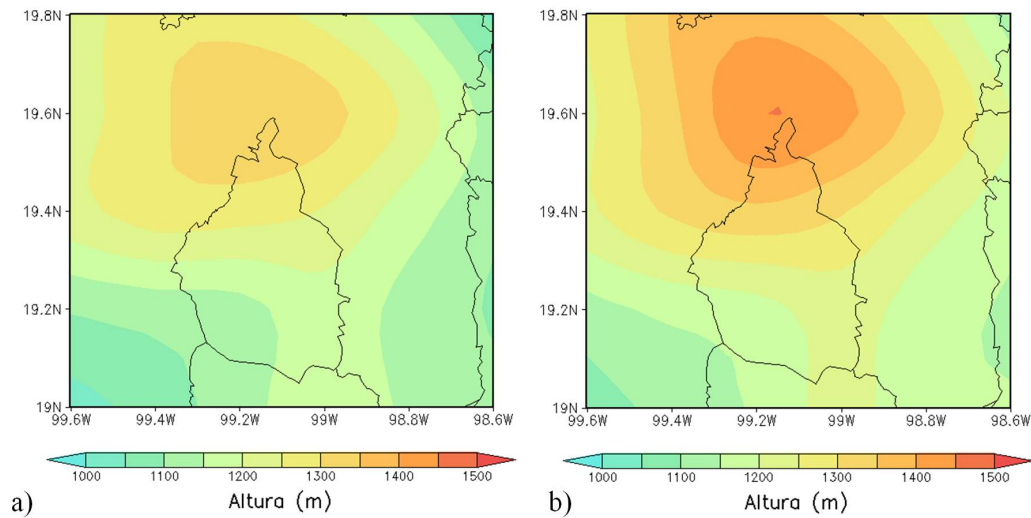 19.8N
19.6N
19.4N
19.2N
19N
99.6W 99.4W 99.2W 99W 98.8W 98.6W
1000 1100 1200 1300 1400 1500
Altura (m)
a)
19.8N
19.6N
19.4N
19.2N
19N
99.6W 99.4W 99.2W 99W 98.8W 98.6W
1000 1100 1200 1300 1400 1500
Altura (m)
b)